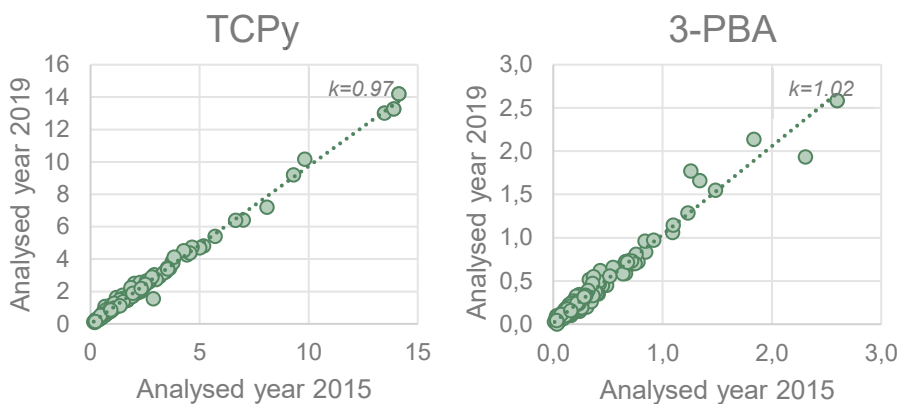 TCPy
Analysed year 2019
16
14
12
10
8
6
4
2
0
k=0.97
0 5 10 15
Analysed year 2015
3-PBA
Analysed year 2019
3,0
2,5
2,0
1,5
1,0
0,5
0,0
k=1.02
0,0 1,0 2,0 3,0
Analysed year 2015